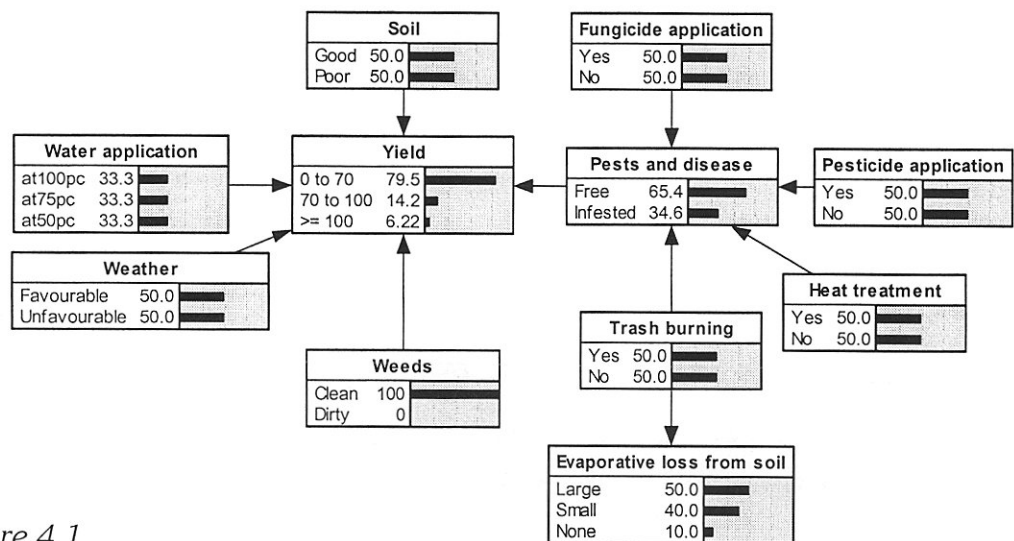 Soil
Good 50.0
Poor 50.0
Fungicide application
Yes 50.0
No 50.0
Water application
at100pc 33.3
at75pc 33.3
at50pc 33.3
Yield
0 to 70 79.5
70 to 100 14.2
>= 100 6.22
Pests and disease
Free 65.4
Infested 34.6
Pesticide application
Yes 50.0
No 50.0
Weather
Favourable 50.0
Unfavourable 50.0
Heat treatment
Yes 50.0
No 50.0
Trash burning
Yes 50.0
No 50.0
Weeds
Clean 100
Dirty 0
Evaporative loss from soil
Large 50.0
Small 40.0
None 10.0
re 4.1